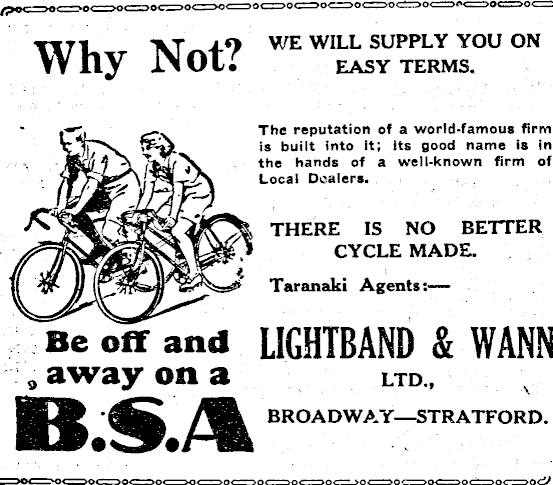 Why Not?
Be off and
away on a
B.S.A
WE WILL SUPPLY YOU ON
EASY TERMS.
The reputation of a world-famous firm
is built into it; its good name is in
the hands of a well-known firm of
Local Dealers.
THERE IS NO BETTER
CYCLE MADE.
Taranaki Agents:—
LIGHTBAND & WANN
LTD.,
BROADWAY—STRATFORD.